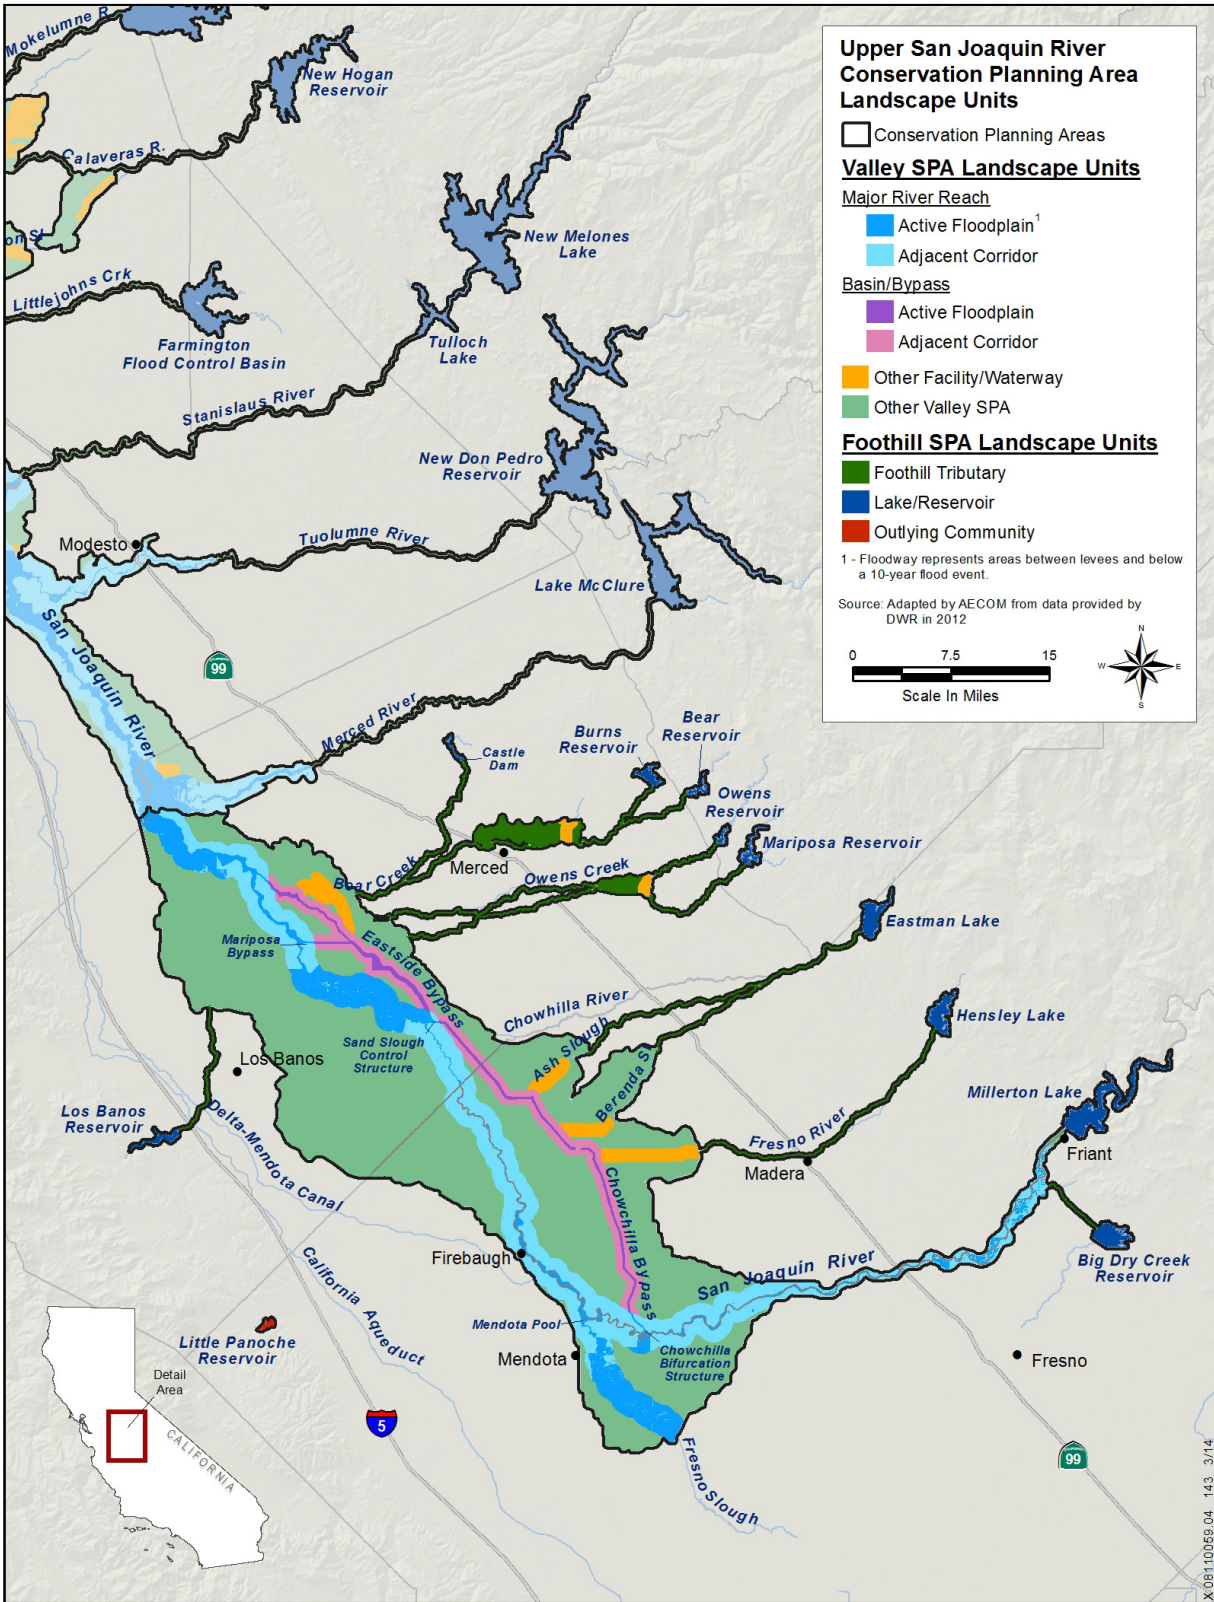 Mokelumne R.
New Hogan
Reservoir
Calaveras R.
on Sl
Littlejohns Crk
Farmington
Flood Control Basin
New Melones
Lake
Tulloch
Lake
Stanislaus River
New Don Pedro
Reservoir
Modesto
Tuolumne River
Lake McClure
San Joaquin River
99
Merced River
Castle
Dam
Burns
Reservoir
Bear
Reservoir
Owens
Reservoir
Mariposa Reservoir
Bear Creek
Merced
Owens Creek
Mariposa
Bypass
Eastside Bypass
Eastman Lake
Chowhilla River
Hensley Lake
Sand Slough
Control
Structure
Ash Slough
Berenda Sl
Los Banos
Los Banos
Reservoir
Millerton Lake
Friant
Fresno River
Madera
Delta-Mendota Canal
Chowchilla Bypass
Firebaugh
California Aqueduct
San Joaquin River
Big Dry Creek
Reservoir
Mendota Pool
Little Panoche
Reservoir
Mendota
Chowchilla
Bifurcation
Structure
Fresno
Fresno Slough
5
99
Detail
Area
CALIFORNIA
Upper San Joaquin River
Conservation Planning Area
Landscape Units
Conservation Planning Areas
Valley SPA Landscape Units
Major River Reach
Active Floodplain1
Adjacent Corridor
Basin/Bypass
Active Floodplain
Adjacent Corridor
Other Facility/Waterway
Other Valley SPA
Foothill SPA Landscape Units
Foothill Tributary
Lake/Reservoir
Outlying Community
1 - Floodway represents areas between levees and below
a 10-year flood event.
Source: Adapted by AECOM from data provided by
DWR in 2012
0 7.5 15
Scale In Miles
N
W E
S
X 08110059.04 143 3/14